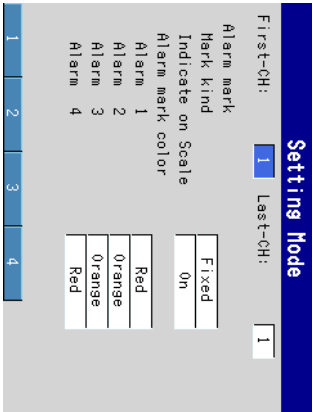 Setting Mode
First-CH: 1 Last-CH: 1
Alarm mark
Mark kind Fixed
Indicate on Scale On
Alarm mark color
Alarm 1 Red
Alarm 2 Orange
Alarm 3 Orange
Alarm 4 Red
1 2 3 4